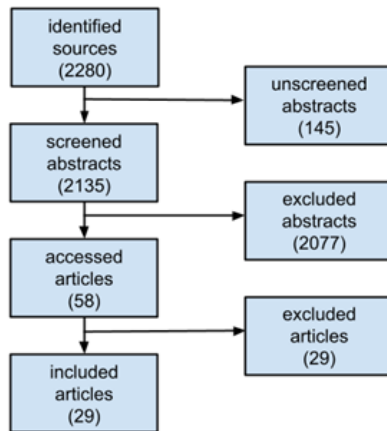 identified
sources
(2280)
unscreened
abstracts
(145)
screened
abstracts
(2135)
excluded
abstracts
(2077)
accessed
articles
(58)
excluded
articles
(29)
included
articles
(29)